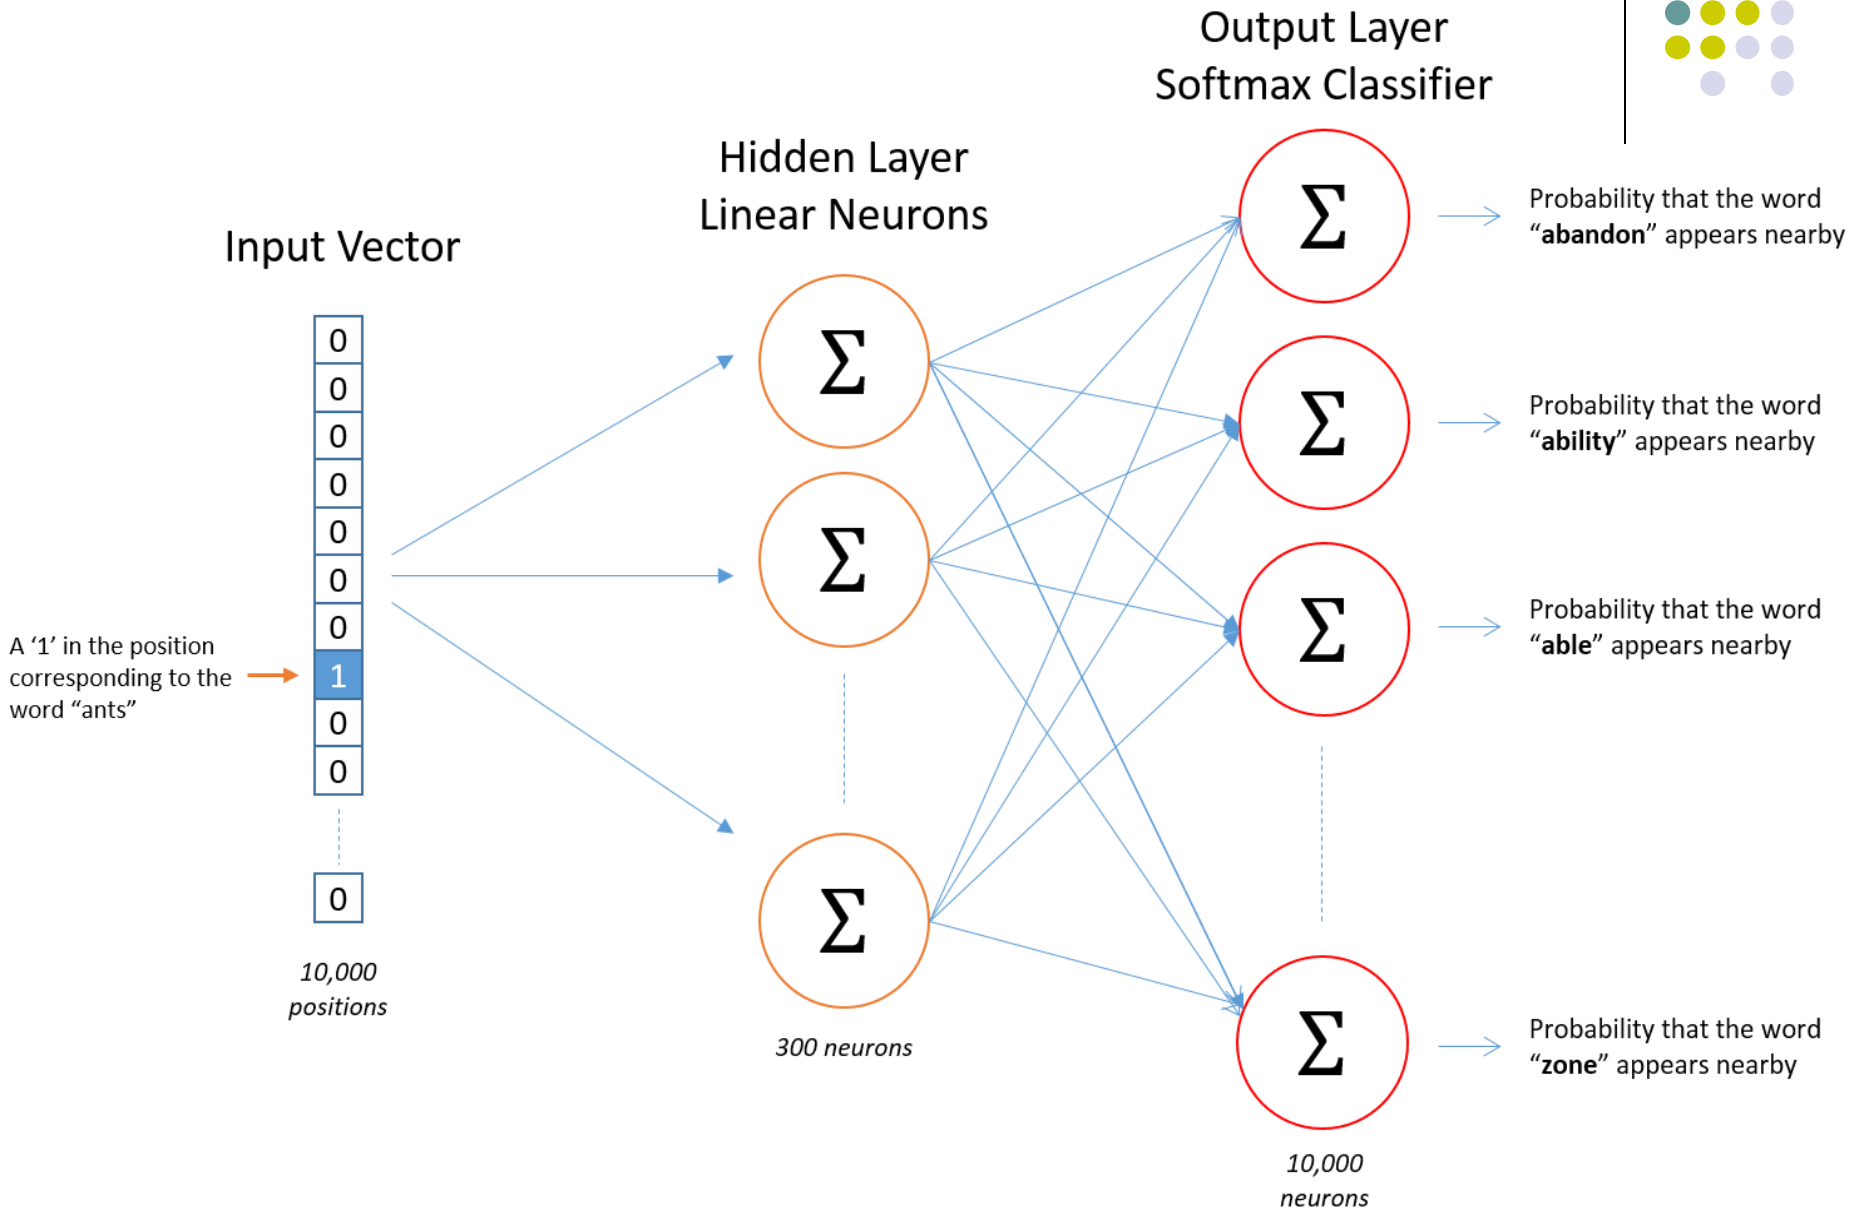 Output Layer
Softmax Classifier
Hidden Layer
Linear Neurons
Input Vector
0
0
0
0
0
0
0
1
0
0
0
A ‘1’ in the position
corresponding to the
word “ants”
10,000
positions
Σ
Σ
Σ
300 neurons
Σ
Σ
Σ
Σ
10,000
neurons
Probability that the word
“abandon” appears nearby
Probability that the word
“ability” appears nearby
Probability that the word
“able” appears nearby
Probability that the word
“zone” appears nearby